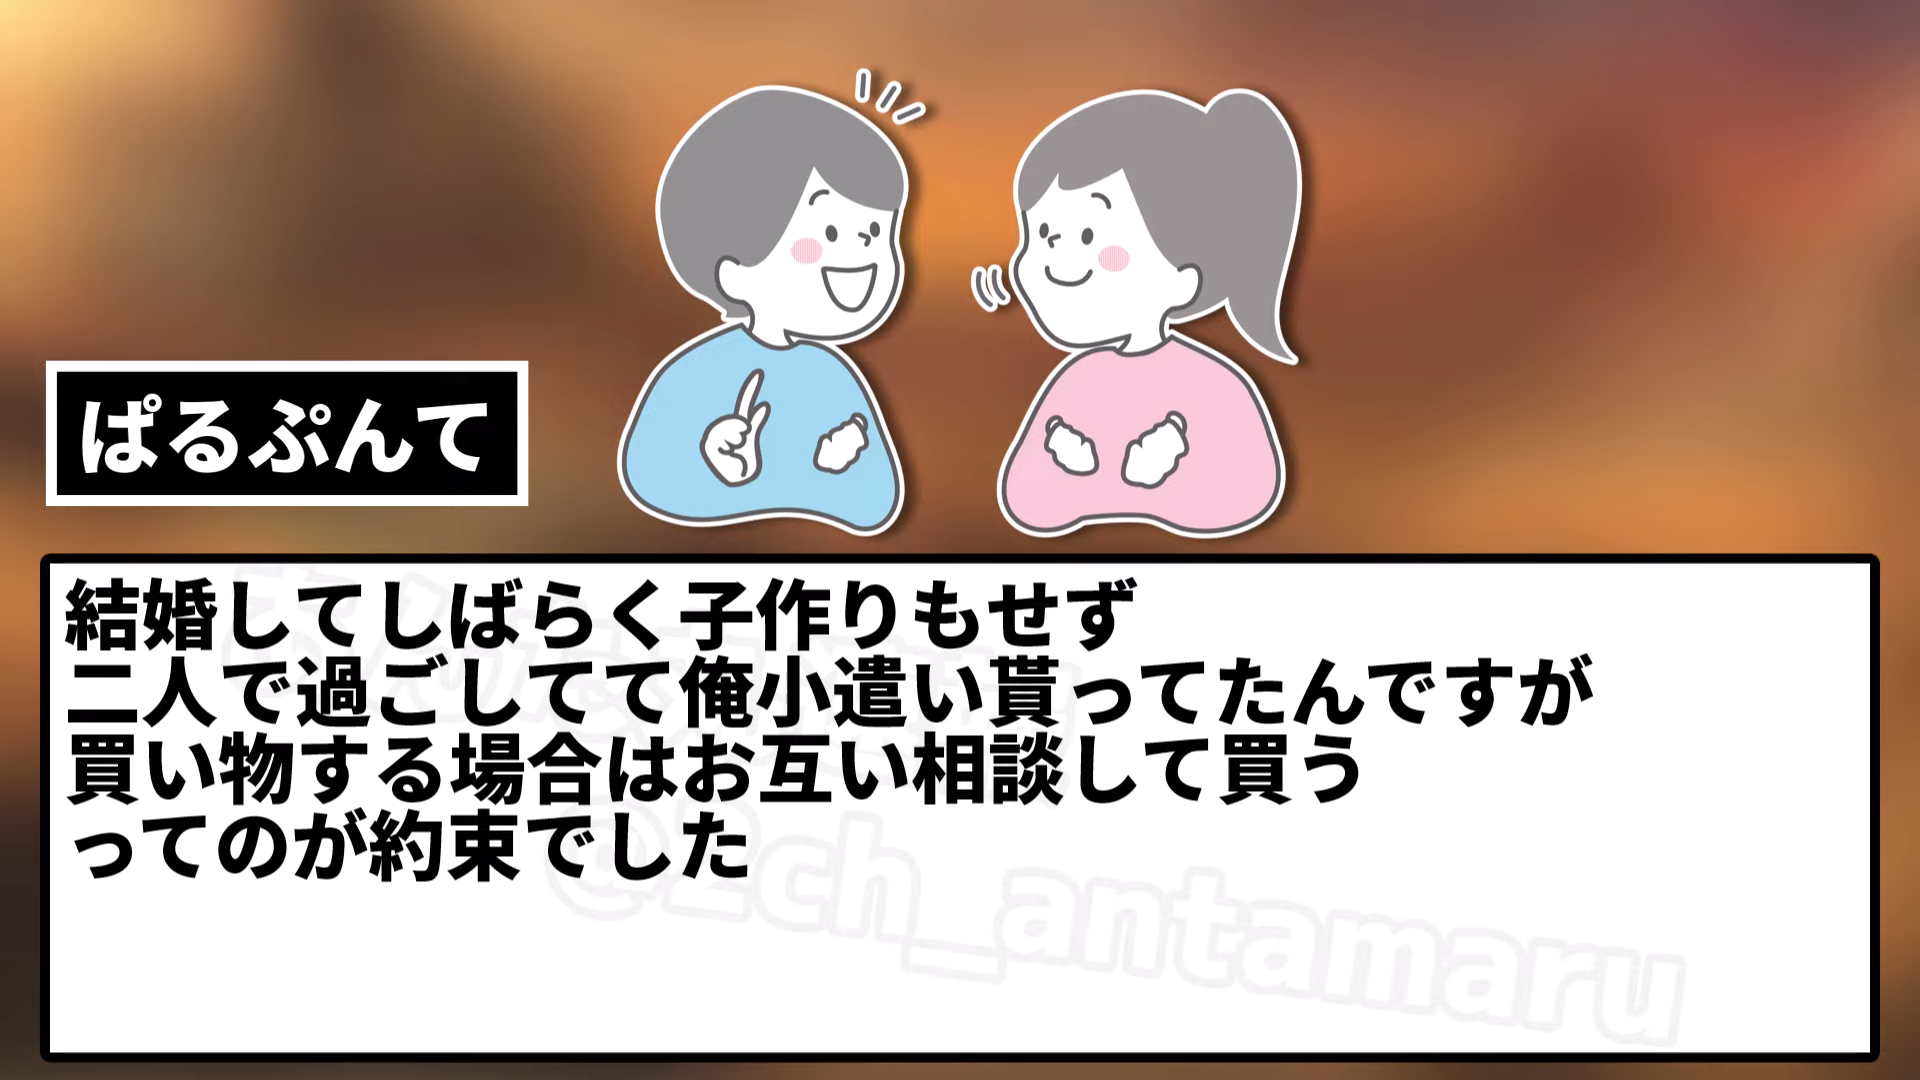 ぱるぷんて
結婚してしばらく子作りもせず
二人で過ごしてて俺小遣い貰ってたんですが
買い物する場合はお互い相談して買う
ってのが約束でした
@2ch_antamaru